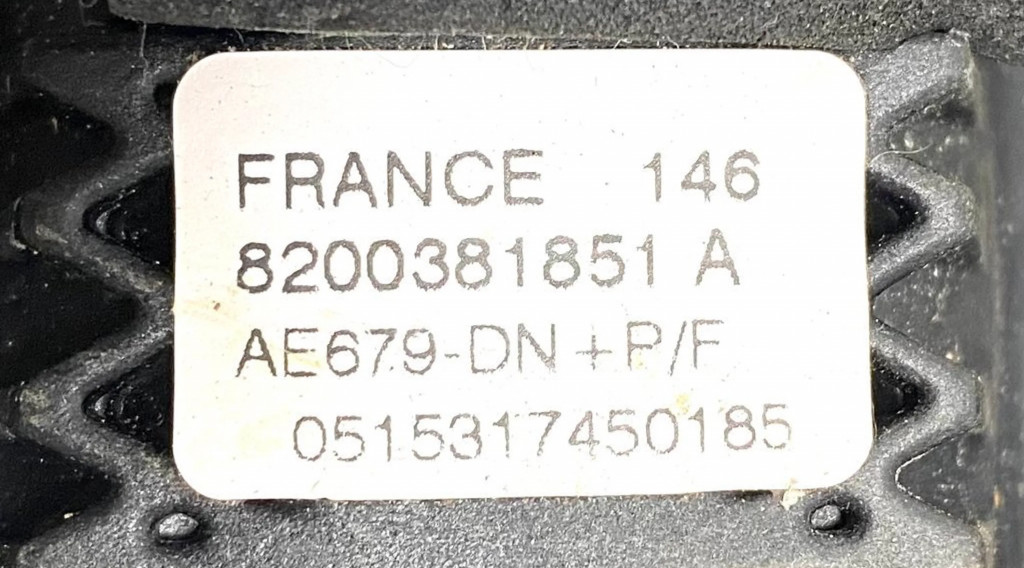 FRANCE 146
8200381851 A
AE679-DN+P/F
0515317450185